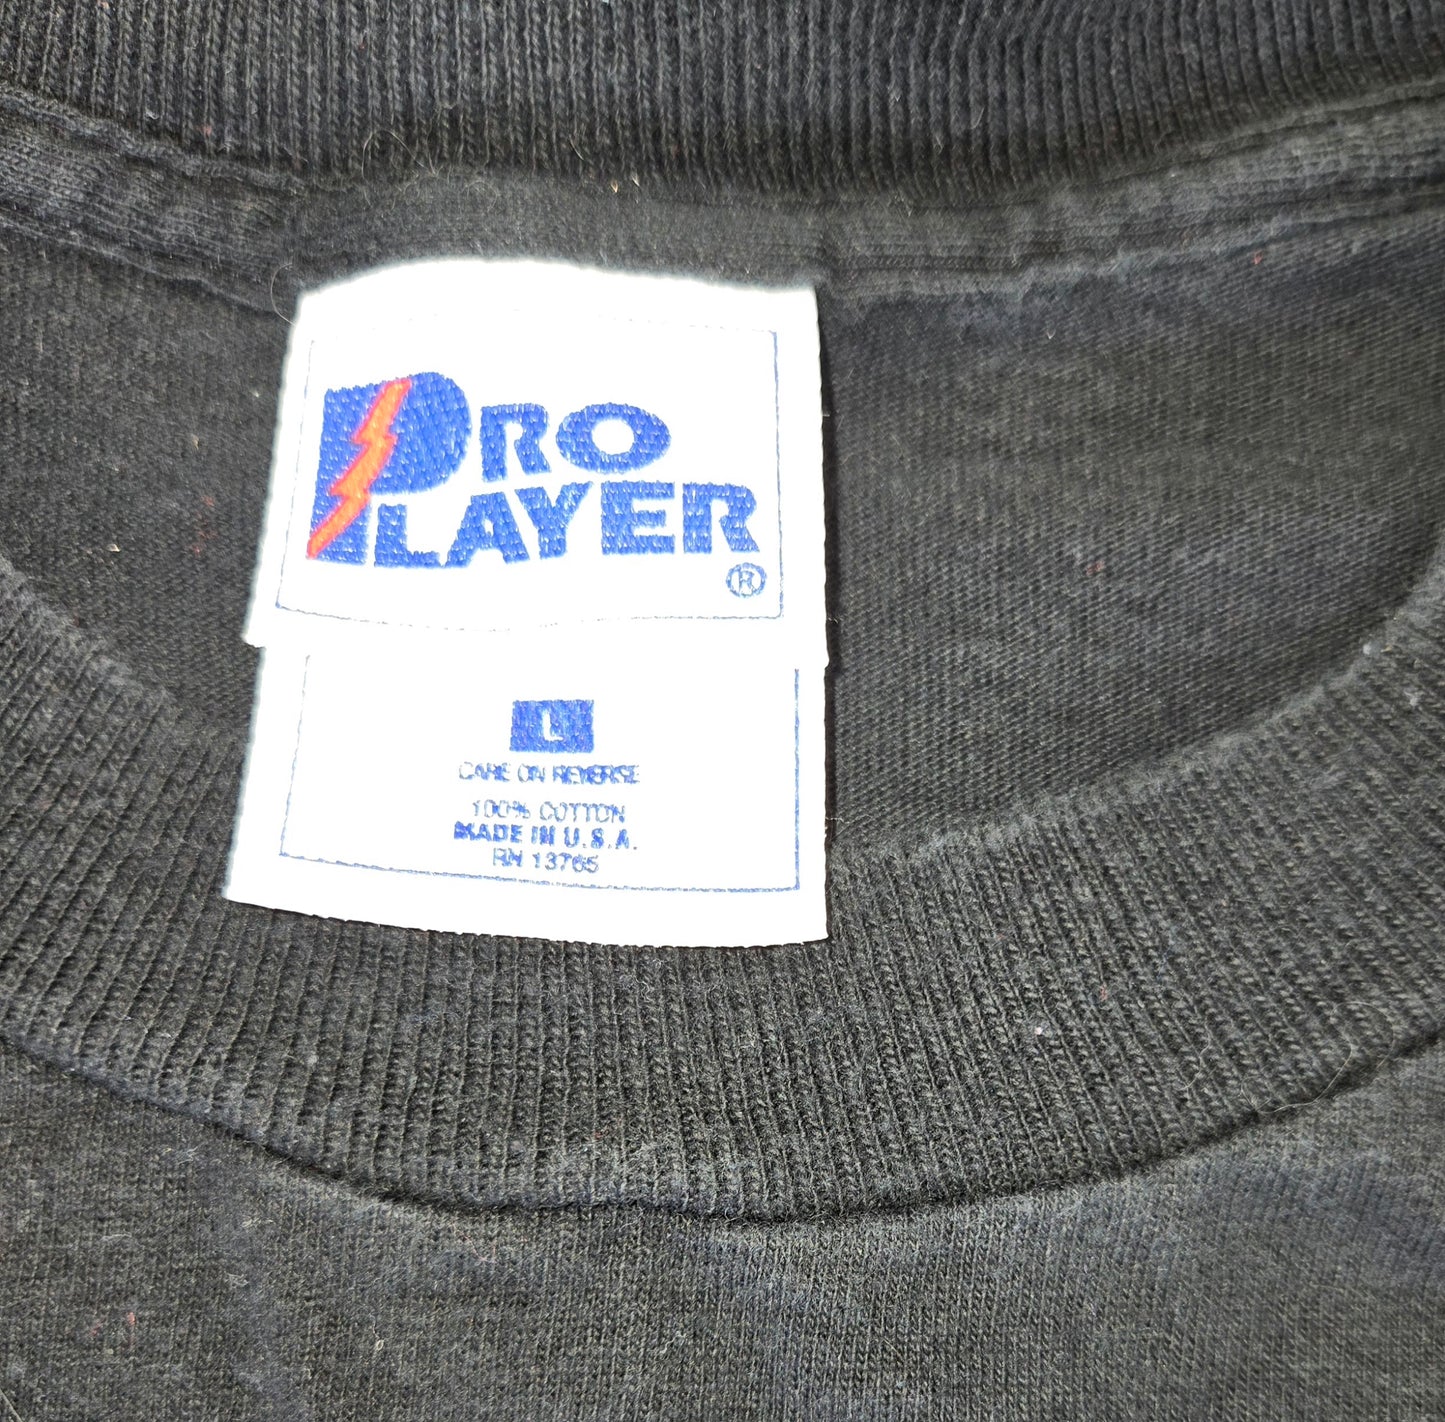 PRO
PLAYER
®
L
CARE ON REVERSE
100% COTTON
MADE IN U.S.A.
RN 13765